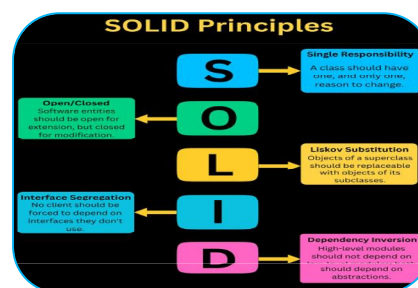 SOLID Principles
S
Single Responsibility
A class should have
one, and only one,
reason to change.
Open/Closed
Software entities
should be open for
extension, but closed
for modification.
O
L
Liskov Substitution
Objects of a superclass
should be replaceable
with objects of its
subclasses.
Interface Segregation
No client should be
forced to depend on
interfaces they don't
use.
I
D
Dependency Inversion
High-level modules
should not depend on
should depend on
abstractions.